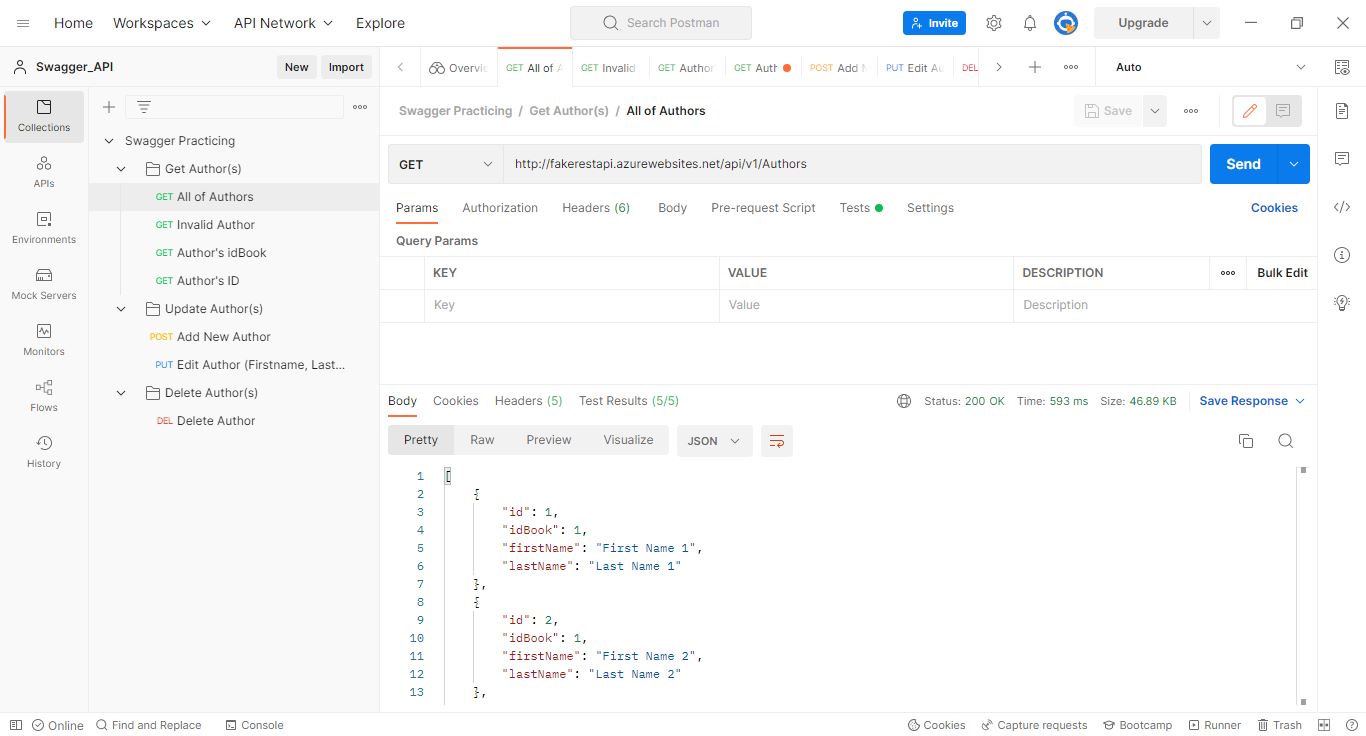 Home Workspaces API Network Explore Search Postman Invite Upgrade
Swagger_API New Import Overvi GET All of A GET Invalid GET Author GET Auth POST Add N PUT Edit Au DEL Auto
Collections
APIs
Environments
Mock Servers
Monitors
Flows
History
Swagger Practicing
Get Author(s)
GET All of Authors
GET Invalid Author
GET Author's idBook
GET Author's ID
Update Author(s)
POST Add New Author
PUT Edit Author (Firstname, Last...
Delete Author(s)
DEL Delete Author
Swagger Practicing / Get Author(s) / All of Authors Save
GET http://fakerestapi.azurewebsites.net/api/v1/Authors Send
Params Authorization Headers (6) Body Pre-request Script Tests Settings Cookies
Query Params
KEY VALUE DESCRIPTION Bulk Edit
Key Value Description
Body Cookies Headers (5) Test Results (5/5) Status: 200 OK Time: 593 ms Size: 46.89 KB Save Response
Pretty Raw Preview Visualize JSON
1 [
2 {
3 "id": 1,
4 "idBook": 1,
5 "firstName": "First Name 1",
6 "lastName": "Last Name 1"
7 },
8 {
9 "id": 2,
10 "idBook": 1,
11 "firstName": "First Name 2",
12 "lastName": "Last Name 2"
13 },
Online Find and Replace Console Cookies Capture requests Bootcamp Runner Trash